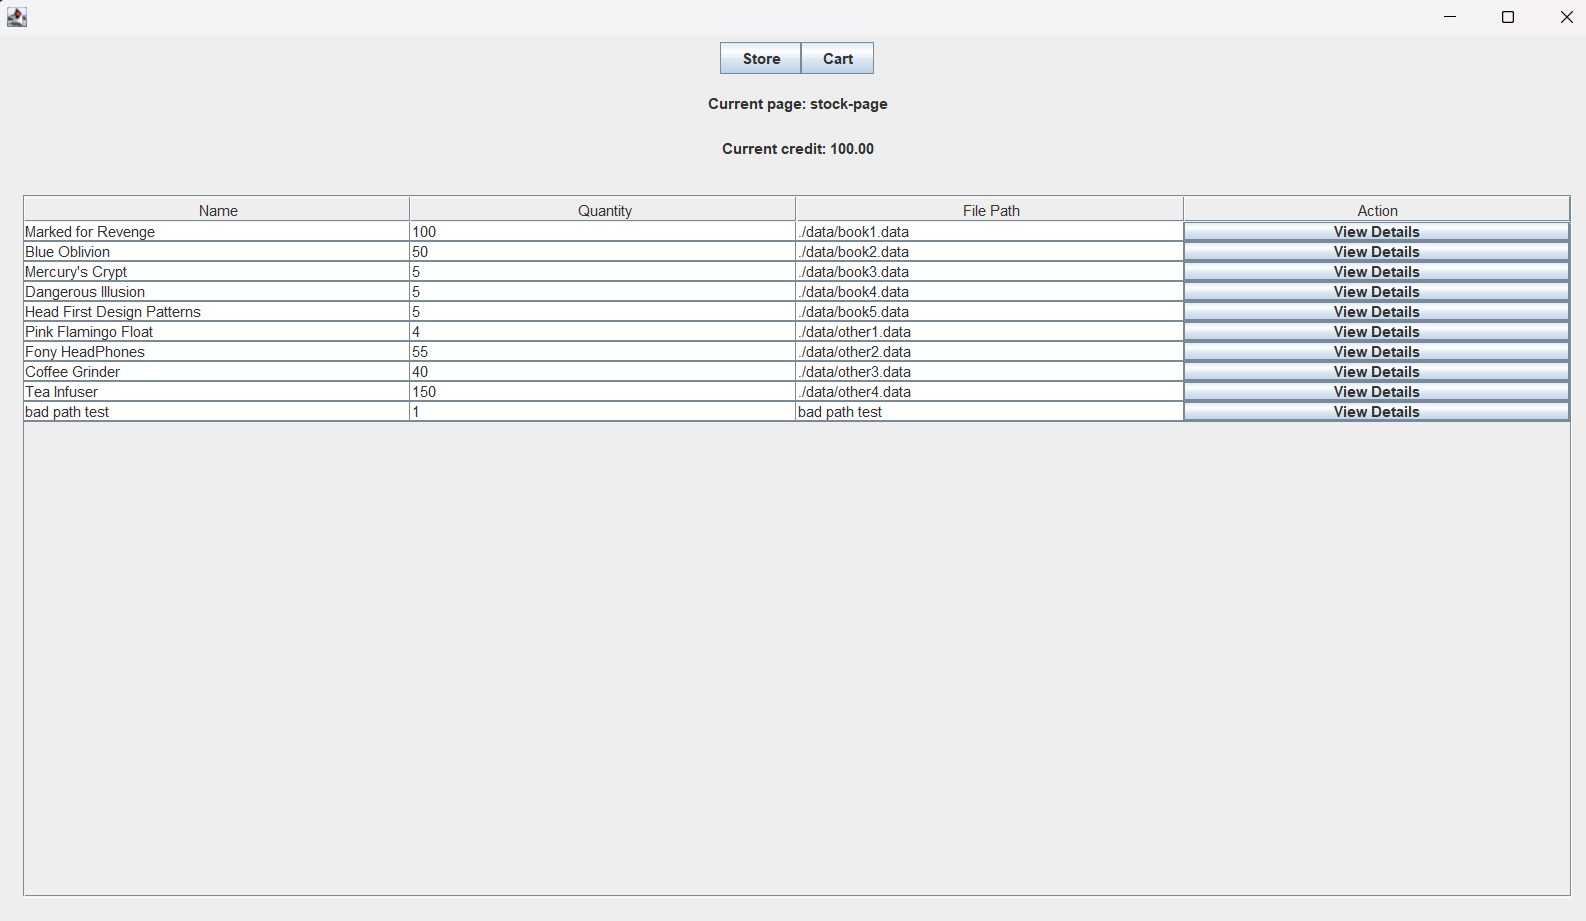 Store Cart
Current page: stock-page
Current credit: 100.00
Name Quantity File Path Action
Marked for Revenge 100 ./data/book1.data View Details
Blue Oblivion 50 ./data/book2.data View Details
Mercury's Crypt 5 ./data/book3.data View Details
Dangerous Illusion 5 ./data/book4.data View Details
Head First Design Patterns 5 ./data/book5.data View Details
Pink Flamingo Float 4 ./data/other1.data View Details
Fony HeadPhones 55 ./data/other2.data View Details
Coffee Grinder 40 ./data/other3.data View Details
Tea Infuser 150 ./data/other4.data View Details
bad path test 1 bad path test View Details